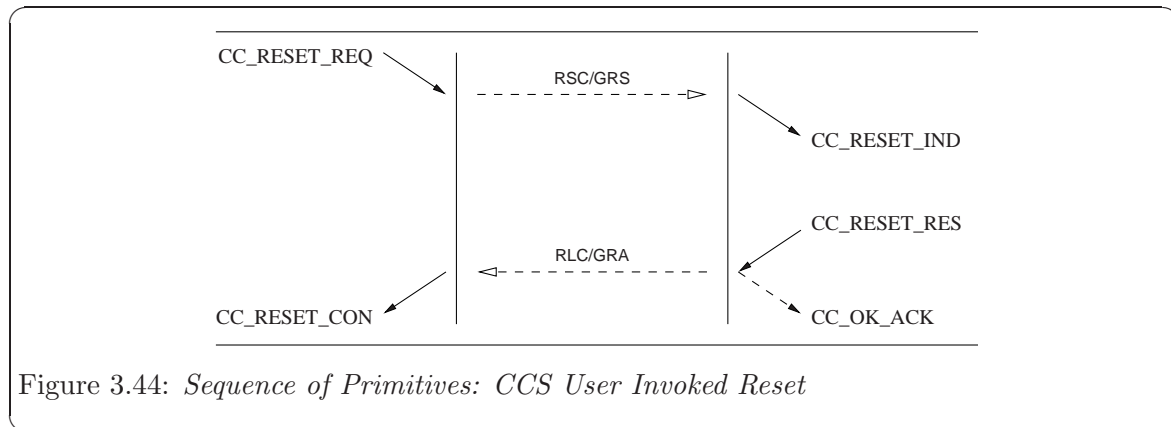 CC_RESET_REQ
RSC/GRS
CC_RESET_IND
CC_RESET_RES
RLC/GRA
CC_RESET_CON
CC_OK_ACK
Figure 3.44: Sequence of Primitives: CCS User Invoked Reset